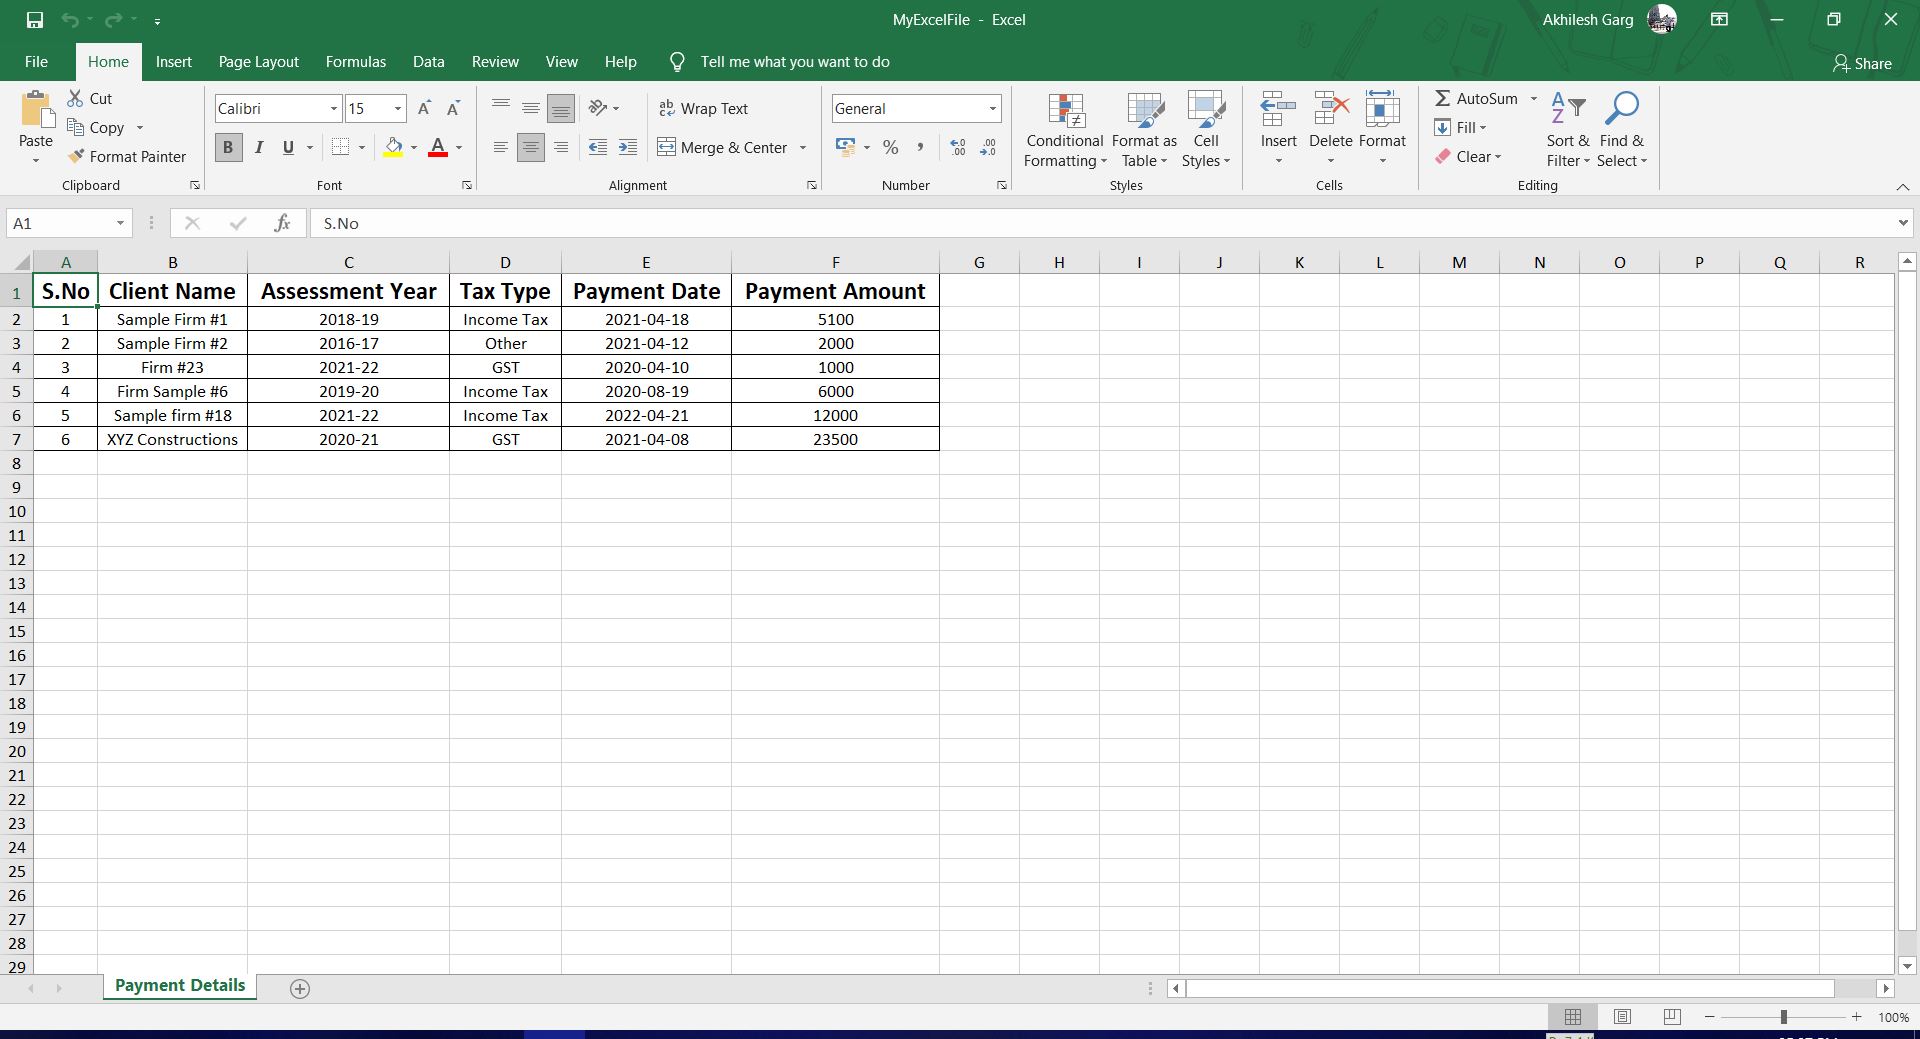 MyExcelFile - Excel
Akhilesh Garg
File Home Insert Page Layout Formulas Data Review View Help Tell me what you want to do
Share
Paste
Cut
Copy
Format Painter
Clipboard
Calibri 15
B I U
Font
Wrap Text
Merge & Center
Alignment
General
Number
Conditional Formatting
Format as Table
Cell Styles
Styles
Insert Delete Format
Cells
AutoSum
Fill
Clear
Sort & Filter
Find & Select
Editing
A1 fx S.No
A B C D E F G H I J K L M N O P Q R
1 S.No Client Name Assessment Year Tax Type Payment Date Payment Amount
2 1 Sample Firm #1 2018-19 Income Tax 2021-04-18 5100
3 2 Sample Firm #2 2016-17 Other 2021-04-12 2000
4 3 Firm #23 2021-22 GST 2020-04-10 1000
5 4 Firm Sample #6 2019-20 Income Tax 2020-08-19 6000
6 5 Sample firm #18 2021-22 Income Tax 2022-04-21 12000
7 6 XYZ Constructions 2020-21 GST 2021-04-08 23500
8
9
10
11
12
13
14
15
16
17
18
19
20
21
22
23
24
25
26
27
28
29
Payment Details
100%